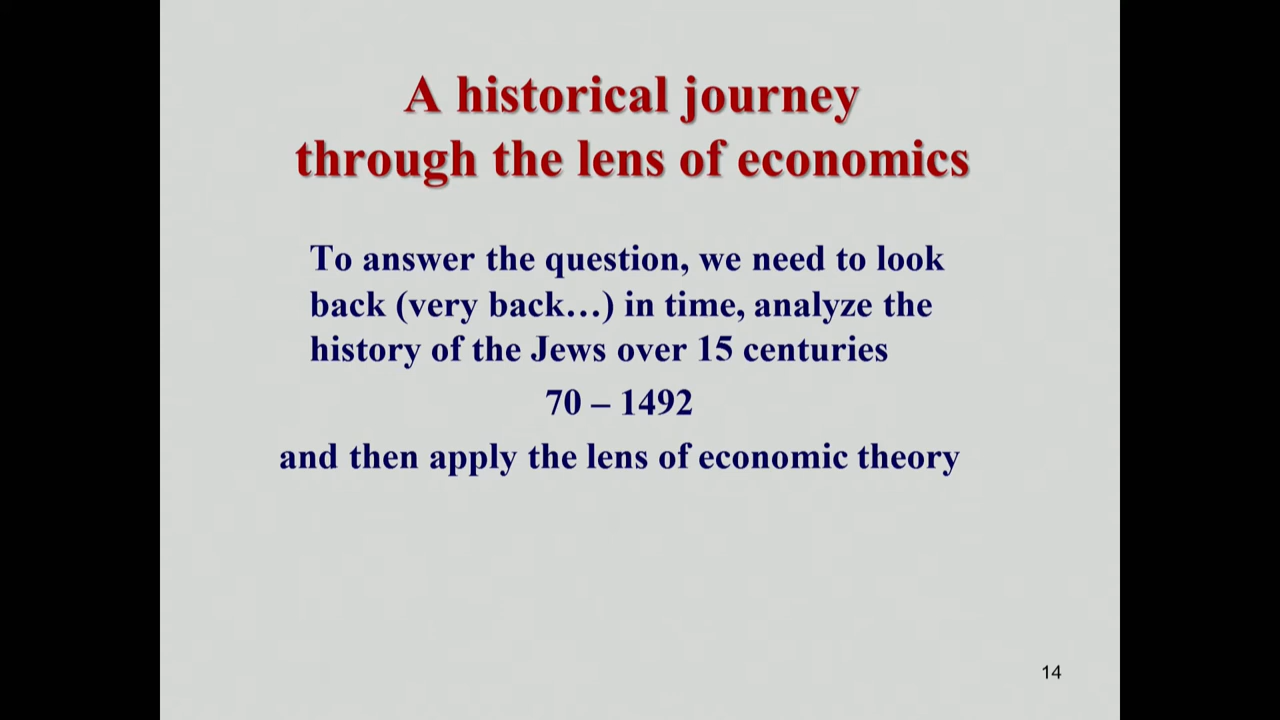 A historical journey
through the lens of economics
To answer the question, we need to look
back (very back…) in time, analyze the
history of the Jews over 15 centuries
70 – 1492
and then apply the lens of economic theory
14